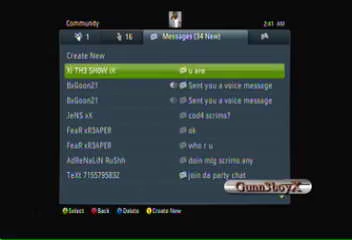 Community 2:41 AM
1 16 Messages (34 New)
Create New
Xi TH3 SH0W iX u are
BxGoon21 Sent you a voice message
BxGoon21 Sent you a voice message
JeNS xX cod4 scrims?
FeaR xR3APER ok
FeaR xR3APER who r u
AdReNaLiN RuShh doin mlg scrims any
TeXt 7155795832 join da party chat
Gunn3boyX
Select Back Delete Create New